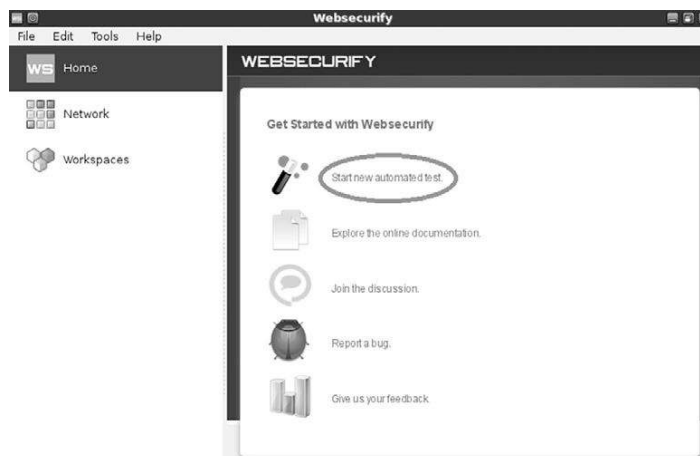 Websecurify
File Edit Tools Help
WS Home
WEBSECURIFY
Network
Workspaces
Get Started with Websecurify
Start new automated test.
Explore the online documentation.
Join the discussion.
Report a bug.
Give us your feedback